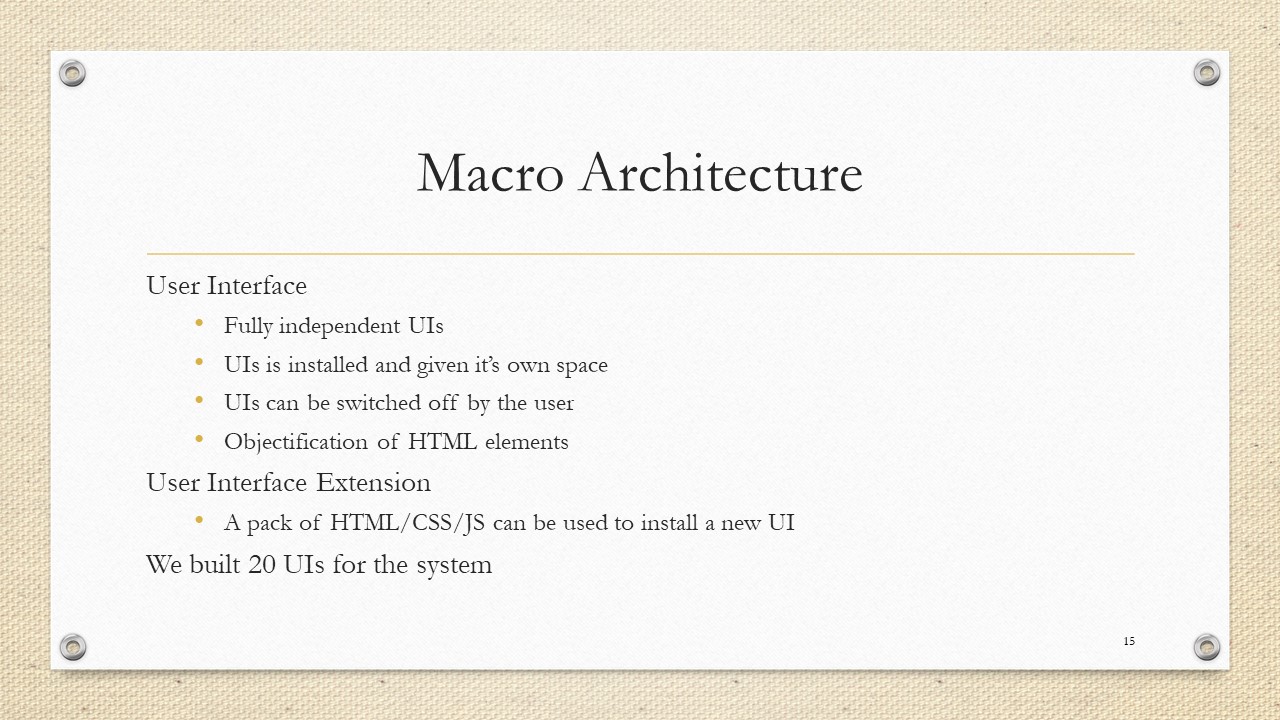 Macro Architecture
User Interface
• Fully independent UIs
• UIs is installed and given it’s own space
• UIs can be switched off by the user
• Objectification of HTML elements
User Interface Extension
• A pack of HTML/CSS/JS can be used to install a new UI
We built 20 UIs for the system
15